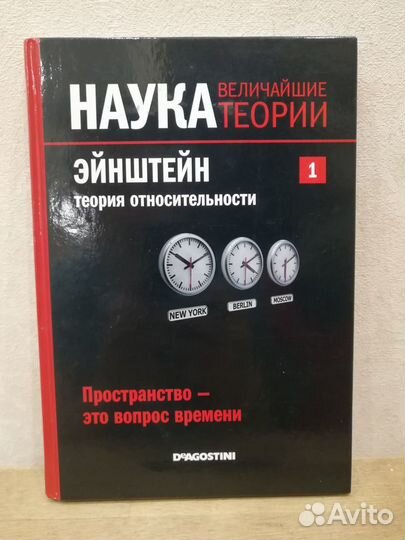 НАУКА
ВЕЛИЧАЙШИЕ
ТЕОРИИ
ЭЙНШТЕЙН
1
теория относительности
NEW YORK
BERLIN
MOSCOW
Пространство —
это вопрос времени
DEAGOSTINI
Avito